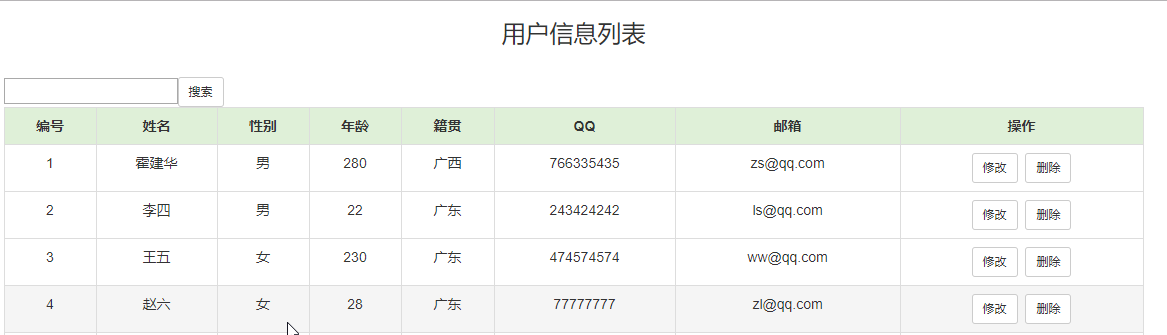 用户信息列表
搜索
编号 姓名 性别 年龄 籍贯 QQ 邮箱 操作
1 霍建华 男 280 广西 766335435 zs@qq.com 修改 删除
2 李四 男 22 广东 243424242 ls@qq.com 修改 删除
3 王五 女 230 广东 474574574 ww@qq.com 修改 删除
4 赵六 女 28 广东 77777777 zl@qq.com 修改 删除